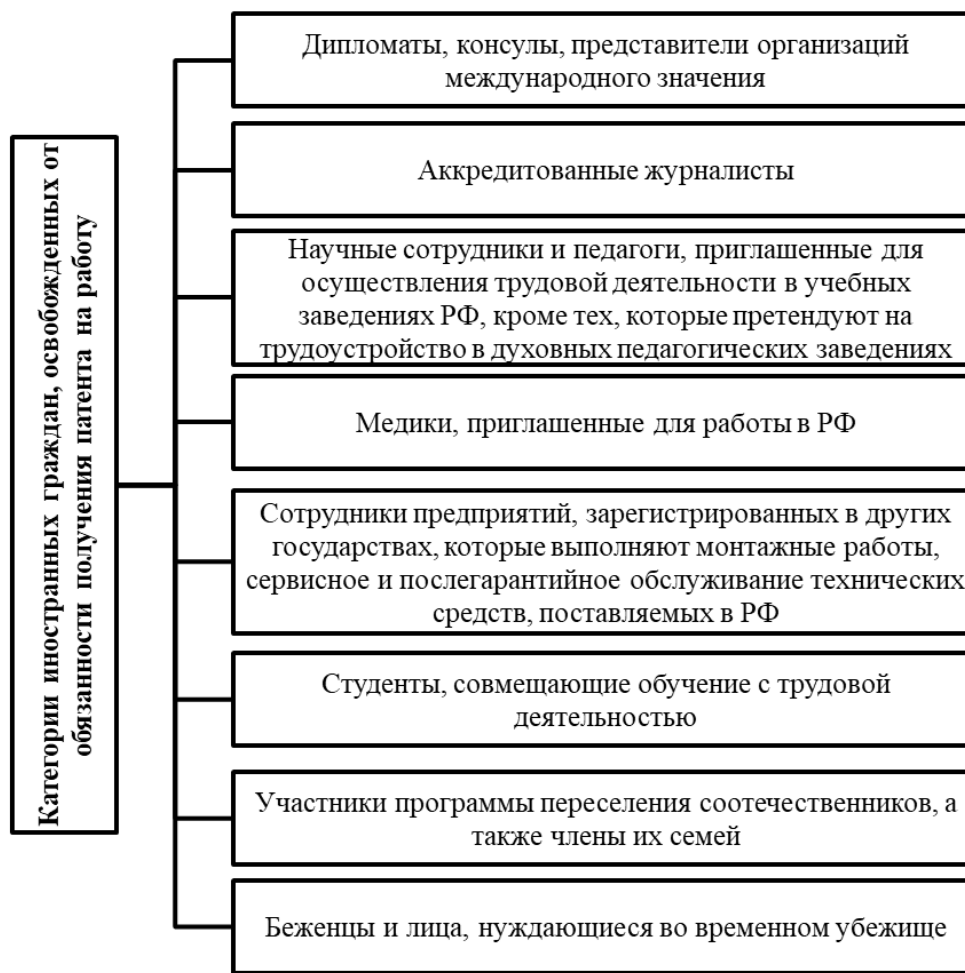 Категории иностранных граждан, освобожденных от
обязанности получения патента на работу
Дипломаты, консулы, представители организаций
международного значения
Аккредитованные журналисты
Научные сотрудники и педагоги, приглашенные для
осуществления трудовой деятельности в учебных
заведениях РФ, кроме тех, которые претендуют на
трудоустройство в духовных педагогических заведениях
Медики, приглашенные для работы в РФ
Сотрудники предприятий, зарегистрированных в других
государствах, которые выполняют монтажные работы,
сервисное и послегарантийное обслуживание технических
средств, поставляемых в РФ
Студенты, совмещающие обучение с трудовой
деятельностью
Участники программы переселения соотечественников, а
также члены их семей
Беженцы и лица, нуждающиеся во временном убежище